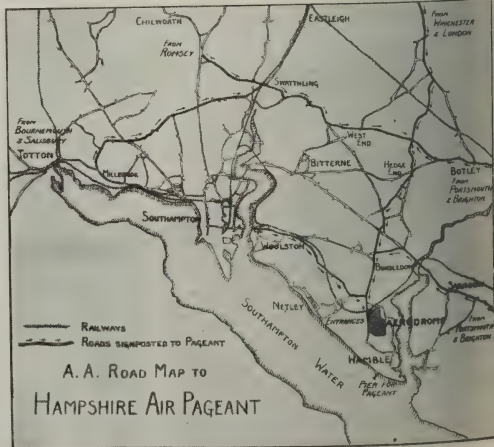 CHILWORTH
EASTLEIGH
FROM
WINCHESTER
& LONDON
FROM
ROMSEY
SWAYTHLING
FROM
BOURNEMOUTH
& SALISBURY
TOTTON
WEST
END
MILLBROOK
BITTERNE
HEDGE
END
BOTLEY
FROM
PORTSMOUTH
& BRIGHTON
SOUTHAMPTON
WOOLSTON
BURSLEDON
NETLEY
ENTRANCES
AERODROME
FROM
PORTSMOUTH
& BRIGHTON
SOUTHAMPTON
WATER
HAMBLE
PIER FOR
PAGEANT
RAILWAYS
ROADS SIGNPOSTED TO PAGEANT
A.A. ROAD MAP TO
HAMPSHIRE AIR PAGEANT